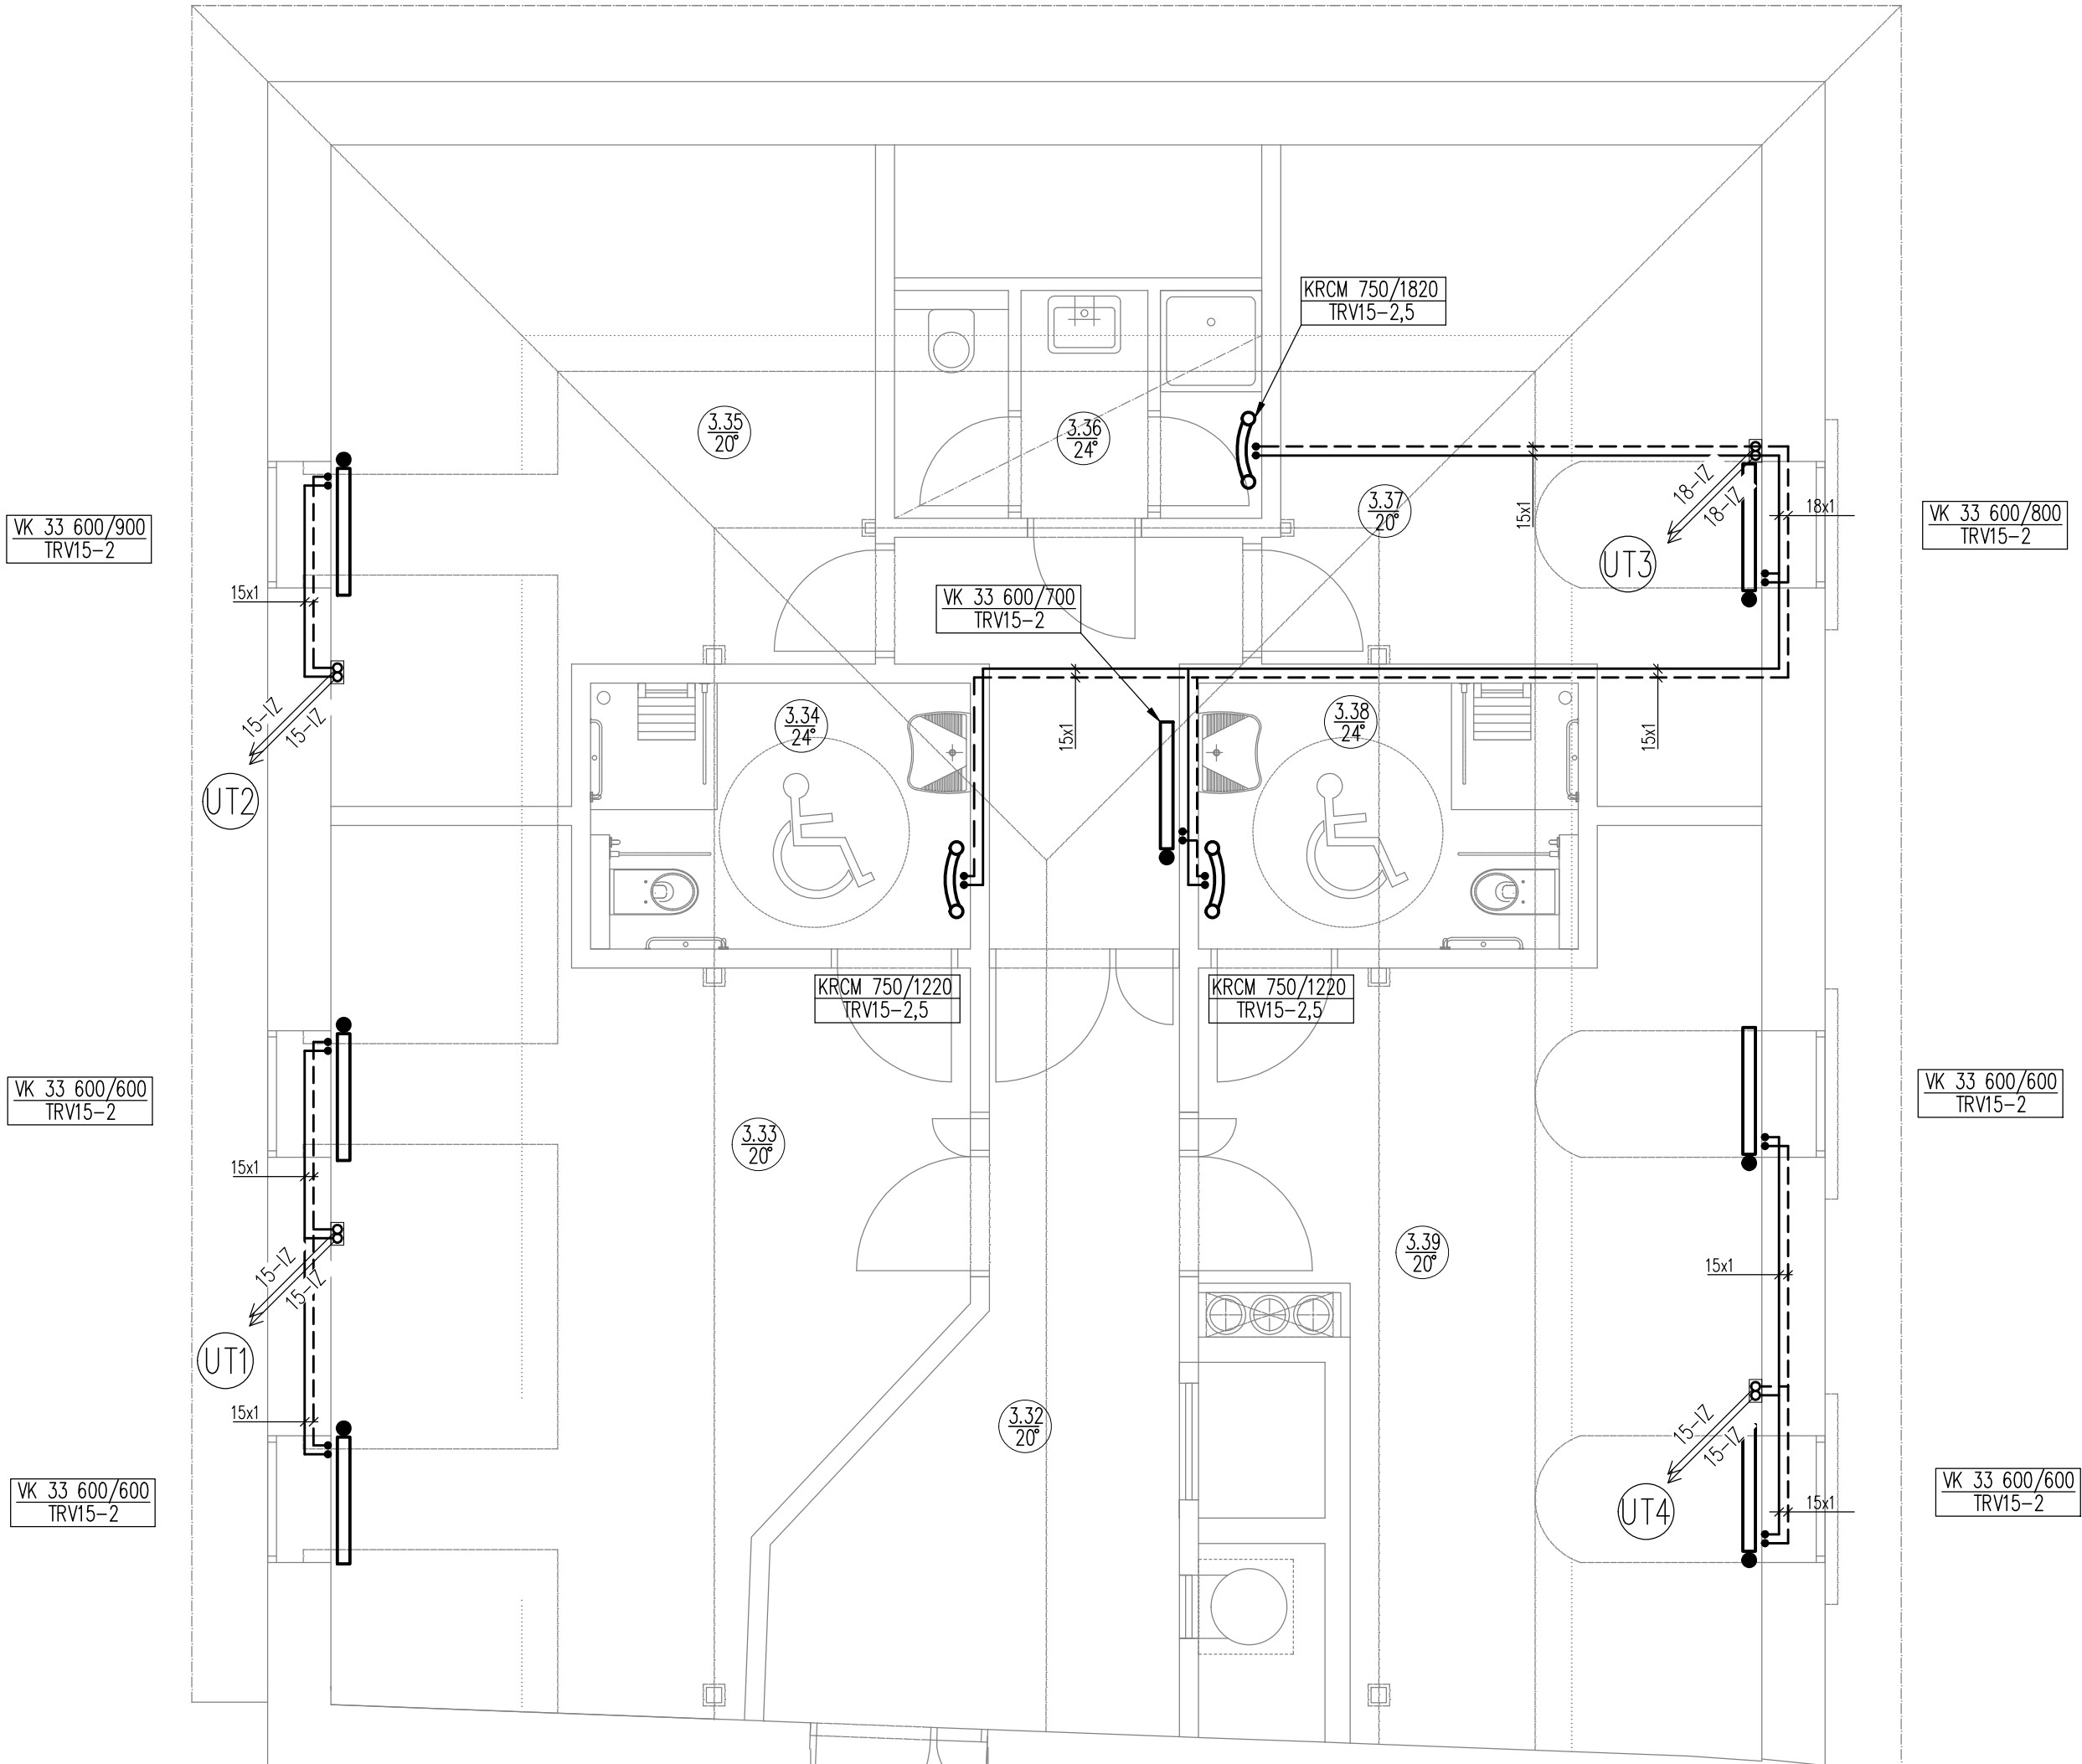 KRCM 750/1820
TRV15-2,5
3.35
20°
3.36
24°
3.37
20°
18-IZ
18-IZ
15x1
18x1
VK 33 600/900
TRV15-2
VK 33 600/800
TRV15-2
UT3
15x1
VK 33 600/700
TRV15-2
15-IZ
15-IZ
3.34
24°
3.38
24°
15x1
15x1
UT2
KRCM 750/1220
TRV15-2,5
KRCM 750/1220
TRV15-2,5
VK 33 600/600
TRV15-2
VK 33 600/600
TRV15-2
3.33
20°
15x1
3.39
20°
15x1
15-IZ
15-IZ
UT1
15x1
3.32
20°
15-IZ
15-IZ
VK 33 600/600
TRV15-2
UT4
15x1
VK 33 600/600
TRV15-2